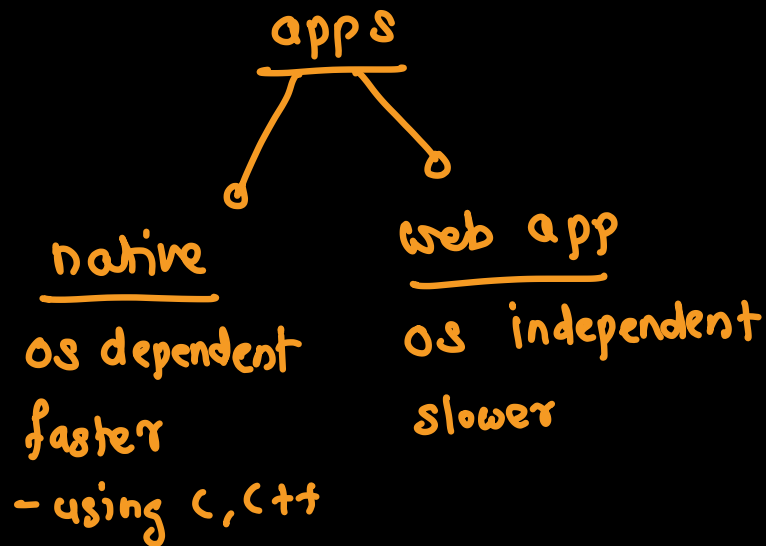 apps
native
os dependent
faster
- using C, C++
web app
os independent
slower